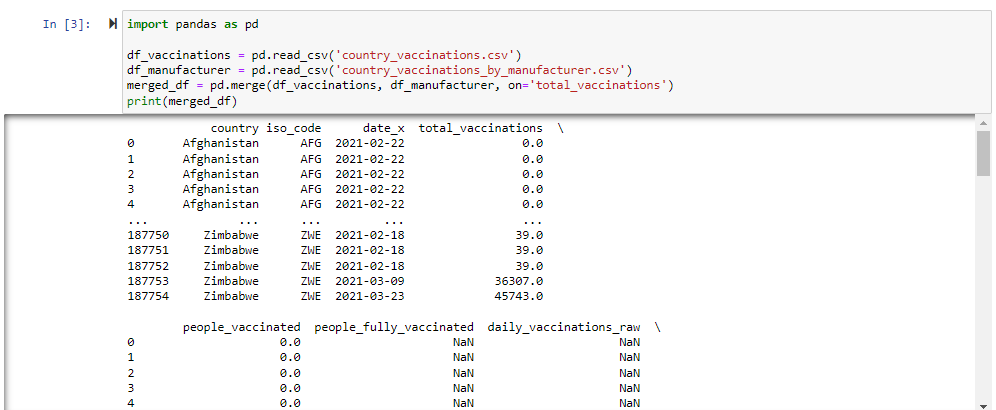 In [3]:
import pandas as pd
df_vaccinations = pd.read_csv('country_vaccinations.csv')
df_manufacturer = pd.read_csv('country_vaccinations_by_manufacturer.csv')
merged_df = pd.merge(df_vaccinations, df_manufacturer, on='total_vaccinations')
print(merged_df)
country iso_code date_x total_vaccinations \
0 Afghanistan AFG 2021-02-22 0.0
1 Afghanistan AFG 2021-02-22 0.0
2 Afghanistan AFG 2021-02-22 0.0
3 Afghanistan AFG 2021-02-22 0.0
4 Afghanistan AFG 2021-02-22 0.0
... ... ... ... ...
187750 Zimbabwe ZWE 2021-02-18 39.0
187751 Zimbabwe ZWE 2021-02-18 39.0
187752 Zimbabwe ZWE 2021-02-18 39.0
187753 Zimbabwe ZWE 2021-03-09 36307.0
187754 Zimbabwe ZWE 2021-03-23 45743.0
people_vaccinated people_fully_vaccinated daily_vaccinations_raw \
0 0.0 NaN NaN
1 0.0 NaN NaN
2 0.0 NaN NaN
3 0.0 NaN NaN
4 0.0 NaN NaN